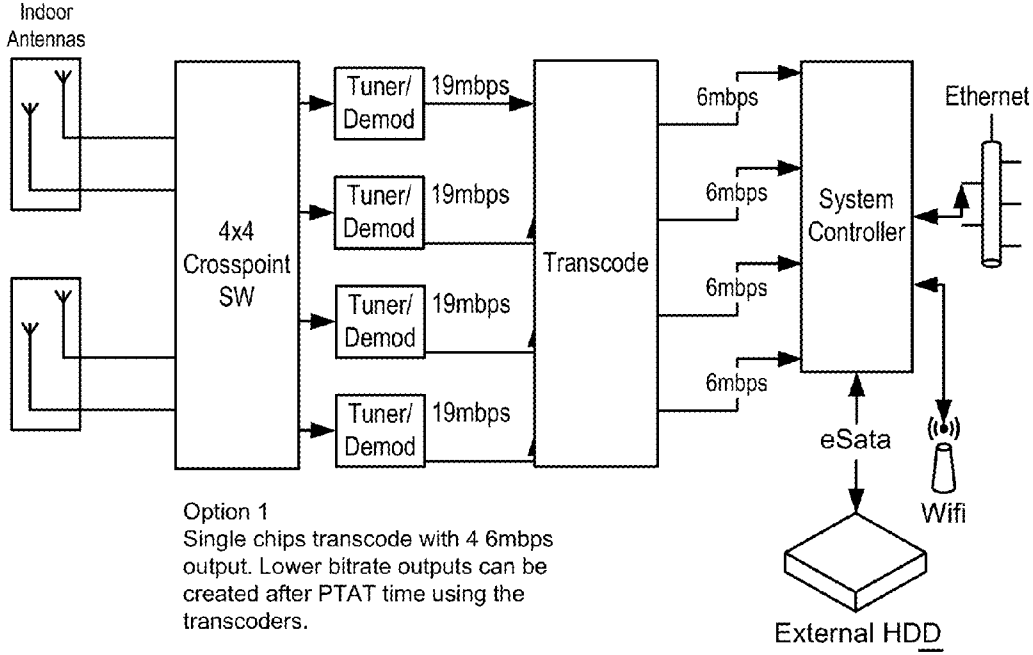 Indoor
Antennas
4x4
Crosspoint
SW
Tuner/
Demod
19mbps
Tuner/
Demod
19mbps
Tuner/
Demod
19mbps
Tuner/
Demod
19mbps
Transcode
6mbps
6mbps
6mbps
6mbps
System
Controller
Ethernet
eSata
Wifi
External HDD
Option 1
Single chips transcode with 4 6mbps
output. Lower bitrate outputs can be
created after PTAT time using the
transcoders.